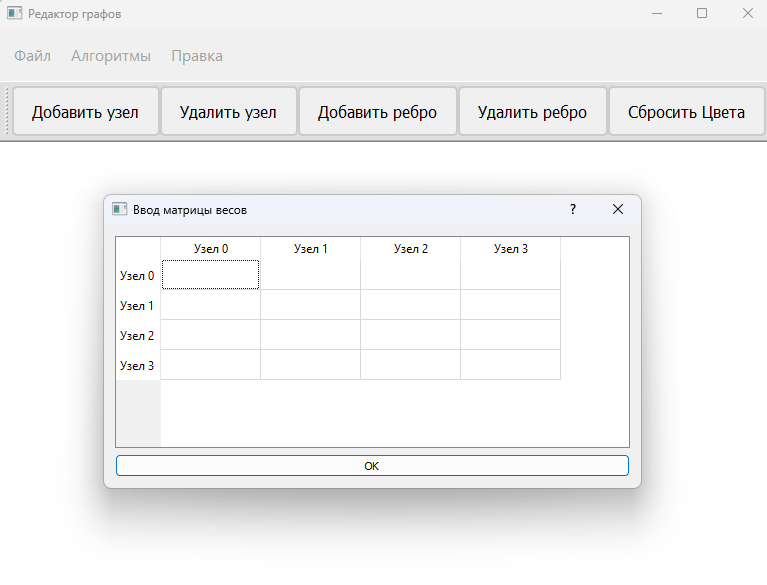 Редактор графов
Файл Алгоритмы Правка
Добавить узел Удалить узел Добавить ребро Удалить ребро Сбросить Цвета
Ввод матрицы весов ?
Узел 0 Узел 1 Узел 2 Узел 3
Узел 0
Узел 1
Узел 2
Узел 3
OK